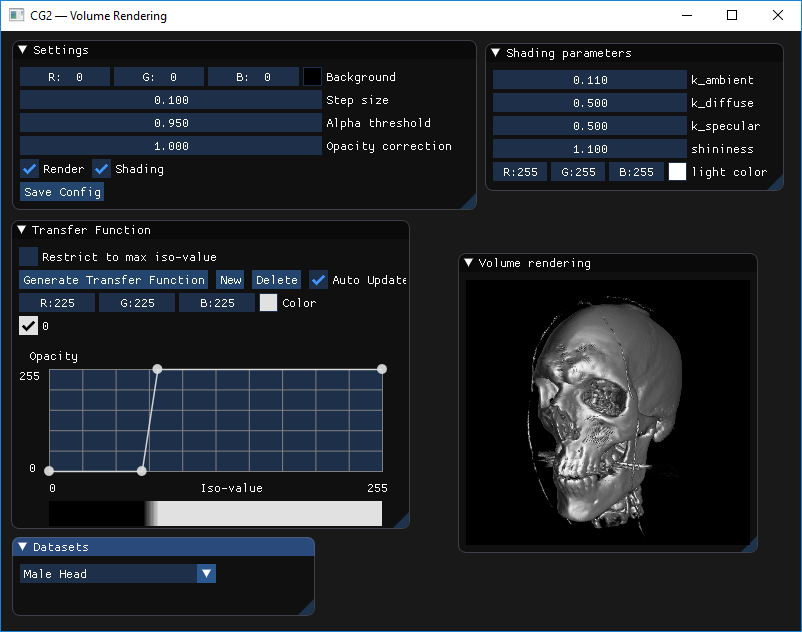 CG2 — Volume Rendering
Settings
R: 0 G: 0 B: 0 Background
0.100 Step size
0.950 Alpha threshold
1.000 Opacity correction
Render Shading
Save Config
Shading parameters
0.110 k_ambient
0.500 k_diffuse
0.500 k_specular
1.100 shininess
R:255 G:255 B:255 light color
Transfer Function
Restrict to max iso-value
Generate Transfer Function New Delete Auto Update
R:225 G:225 B:225 Color
0
Opacity
255
0
0 Iso-value 255
Volume rendering
Datasets
Male Head